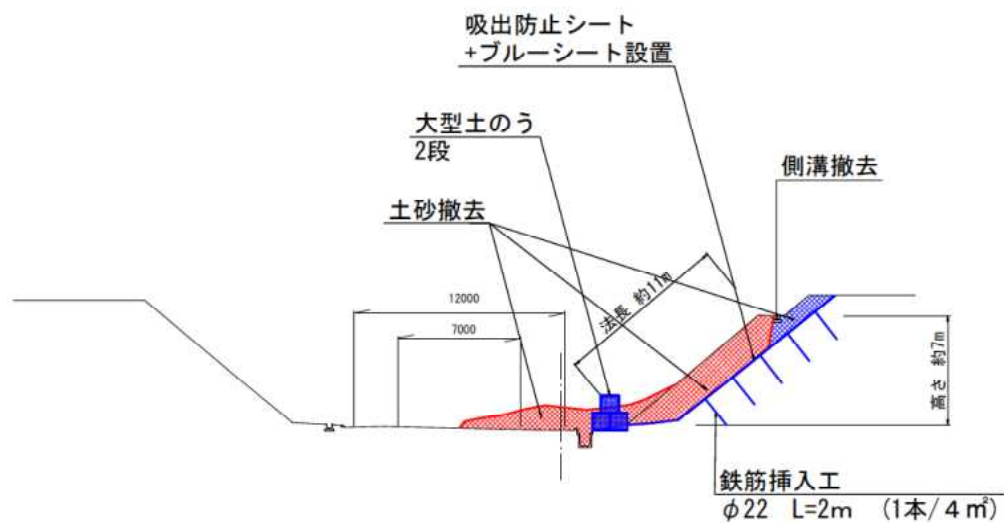 吸出防止シート
+ブルーシート設置
大型土のう
2段
側溝撤去
土砂撤去
法長 約11m
12000
7000
高さ 約7m
鉄筋挿入工
φ22 L=2m (1本/4㎡)